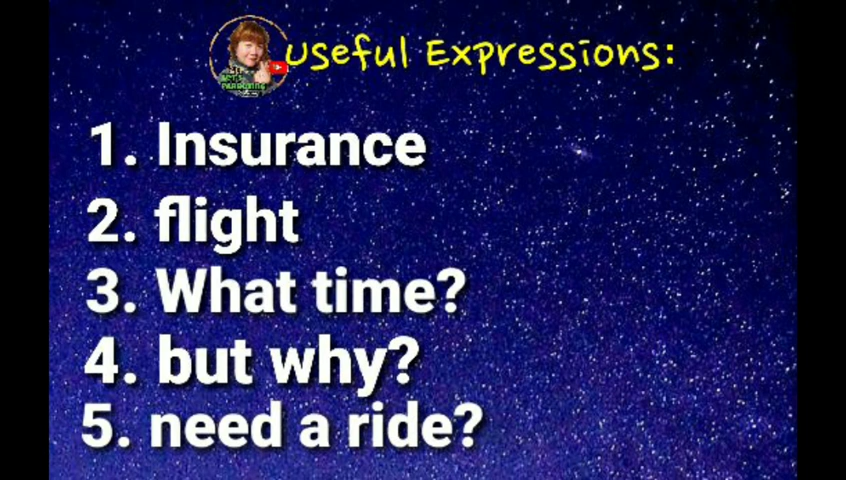 Useful Expressions:
1. Insurance
2. flight
3. What time?
4. but why?
5. need a ride?